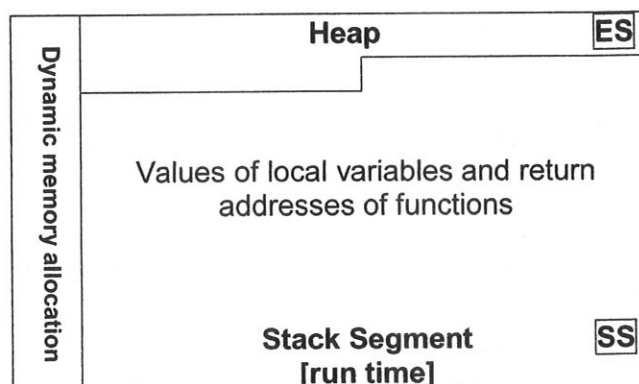 Heap ES
Dynamic memory allocation
Values of local variables and return
addresses of functions
Stack Segment SS
[run time]